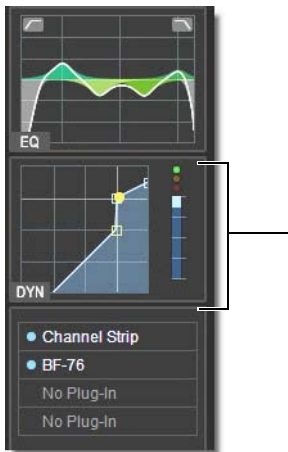 EQ
DYN
Channel Strip
BF-76
No Plug-In
No Plug-In